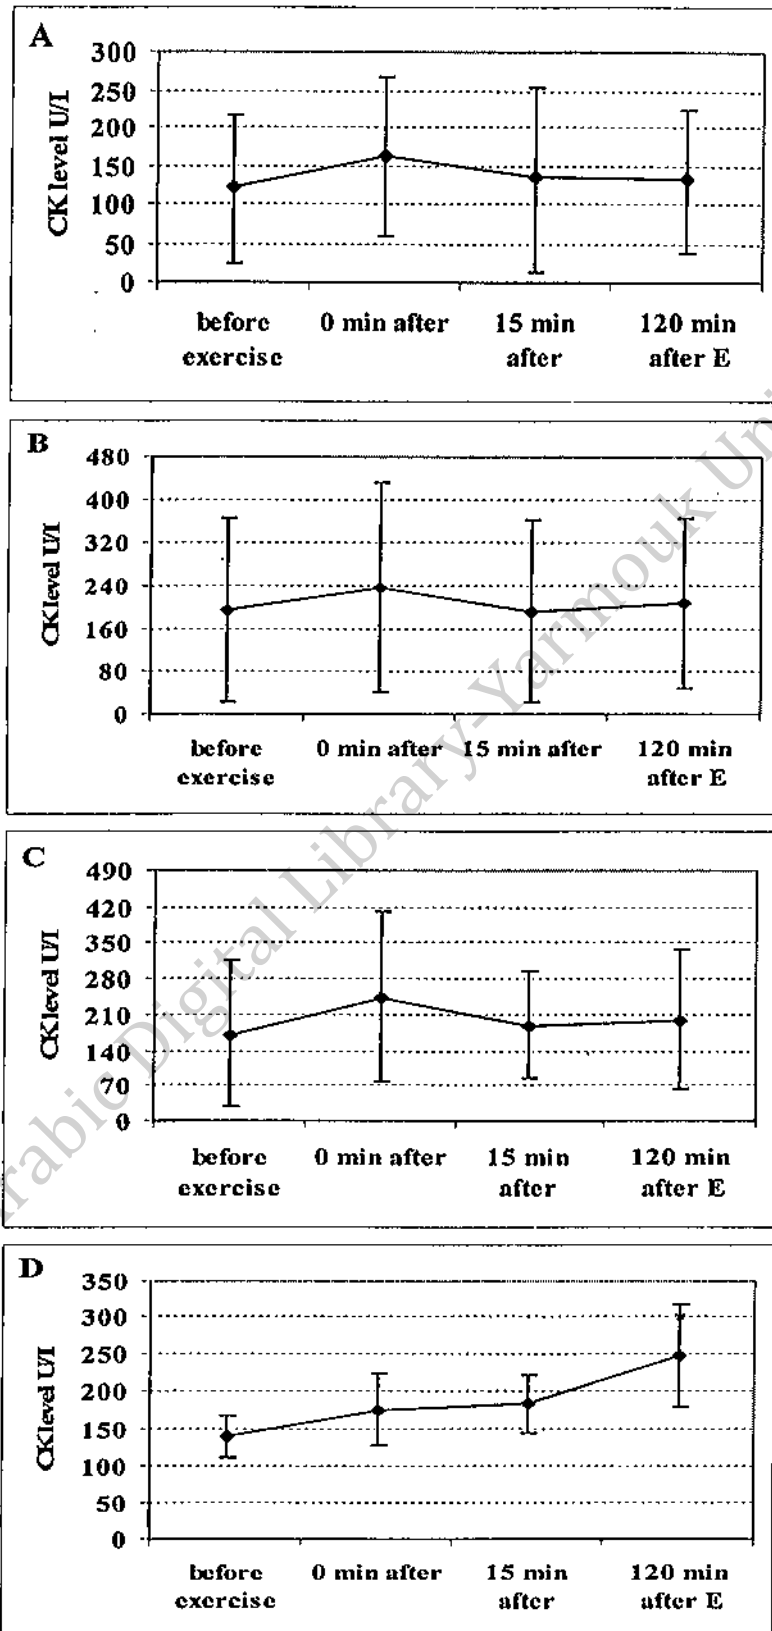 A
300
250
200
150
100
50
0
CK level U/I
before exercise
0 min after
15 min after
120 min after E
B
480
400
320
240
160
80
0
CK level U/I
before exercise
0 min after
15 min after
120 min after E
C
490
420
350
280
210
140
70
0
CK level U/I
before exercise
0 min after
15 min after
120 min after E
D
350
300
250
200
150
100
50
0
CK level U/I
before exercise
0 min after
15 min after
120 min after E
Arabic Digital Library-Yarmouk